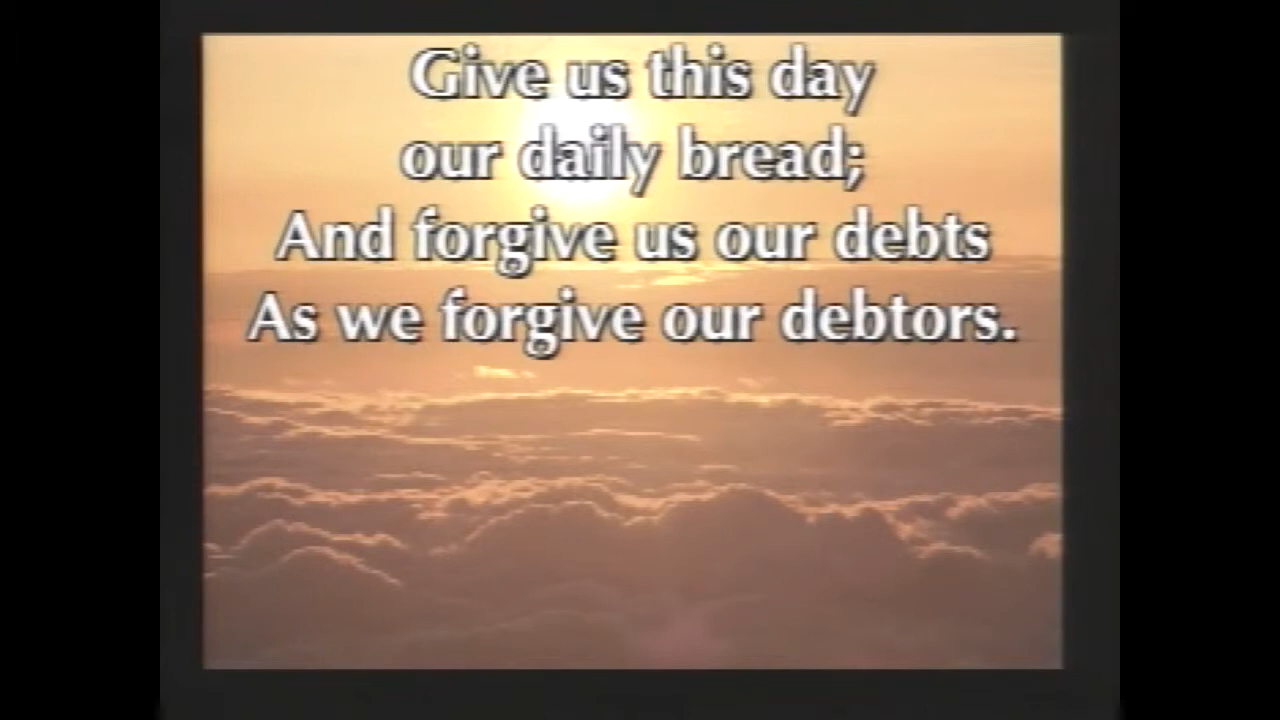 Give us this day
our daily bread;
And forgive us our debts
As we forgive our debtors.